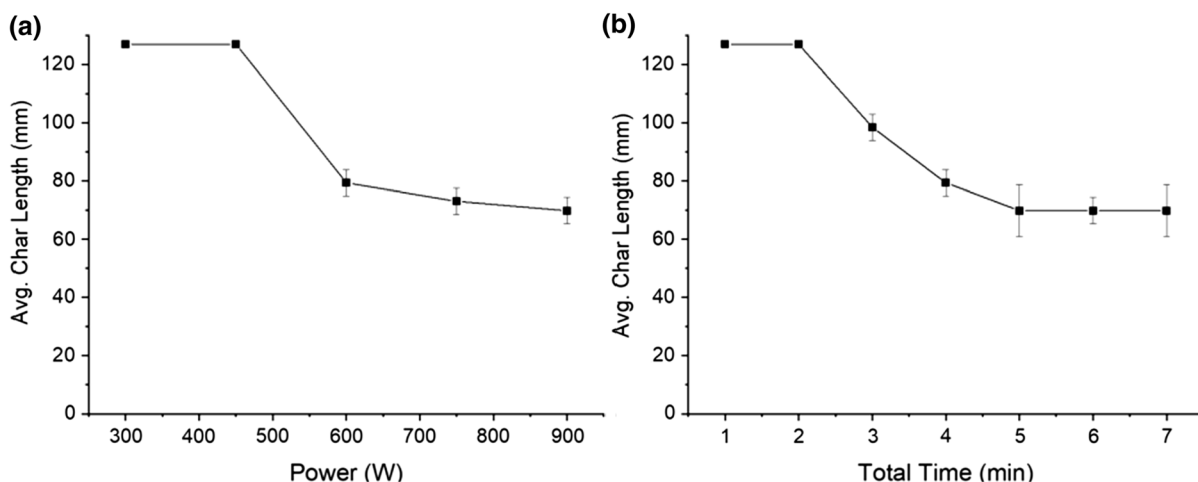 (a)
Avg. Char Length (mm)
120
100
80
60
40
20
0
300 400 500 600 700 800 900
Power (W)
(b)
Avg. Char Length (mm)
120
100
80
60
40
20
0
1 2 3 4 5 6 7
Total Time (min)